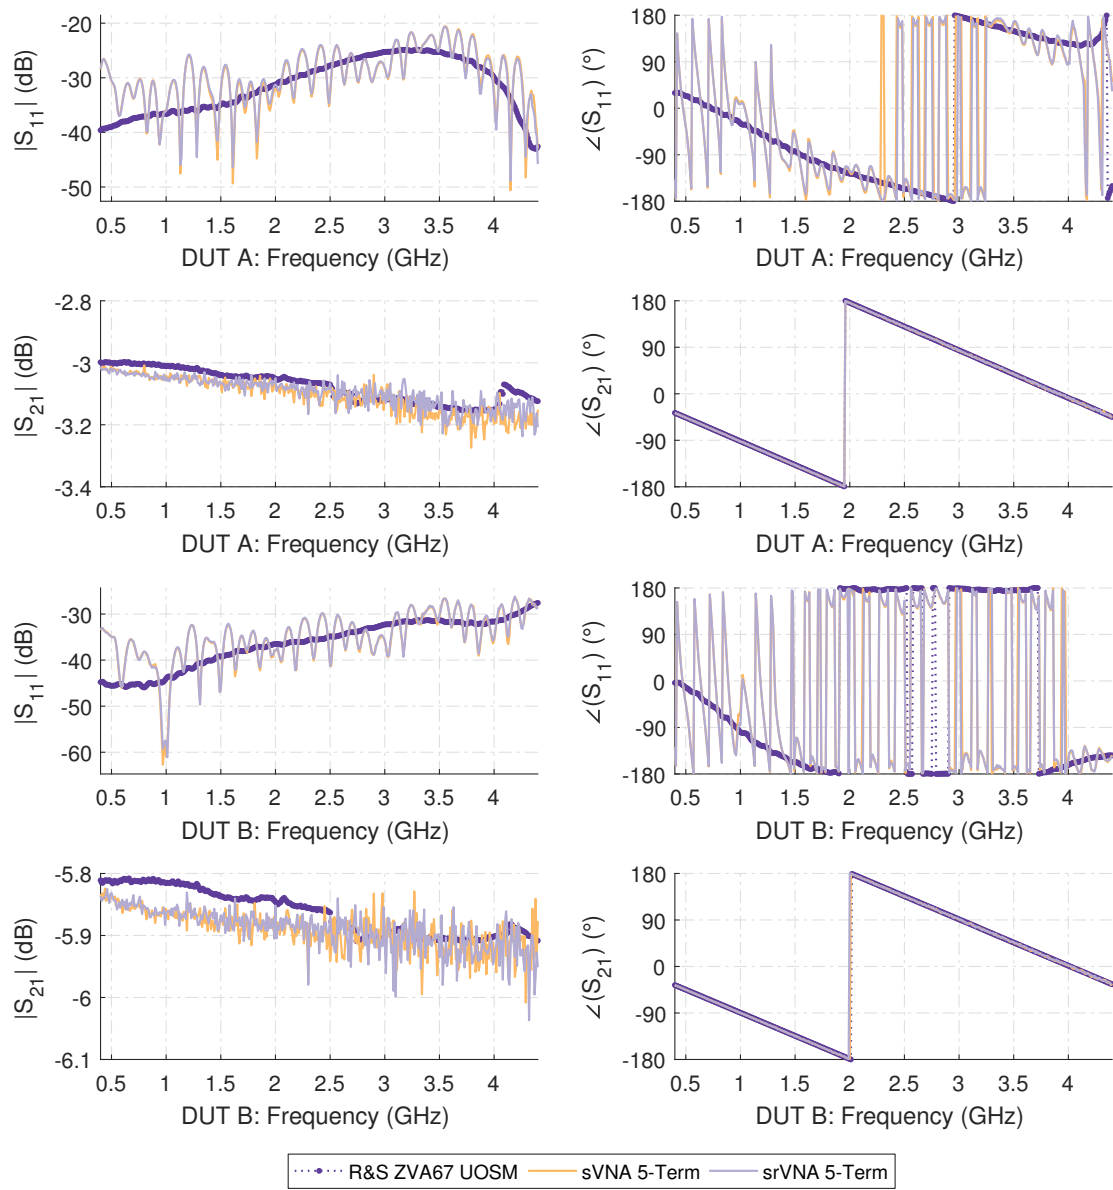 |S11| (dB)
-20
-30
-40
-50
0.5 1 1.5 2 2.5 3 3.5 4
DUT A: Frequency (GHz)
∠(S11) (°)
180
90
0
-90
-180
0.5 1 1.5 2 2.5 3 3.5 4
DUT A: Frequency (GHz)
|S21| (dB)
-2.8
-3
-3.2
-3.4
0.5 1 1.5 2 2.5 3 3.5 4
DUT A: Frequency (GHz)
∠(S21) (°)
180
90
0
-90
-180
0.5 1 1.5 2 2.5 3 3.5 4
DUT A: Frequency (GHz)
|S11| (dB)
-30
-40
-50
-60
0.5 1 1.5 2 2.5 3 3.5 4
DUT B: Frequency (GHz)
∠(S11) (°)
180
90
0
-90
-180
0.5 1 1.5 2 2.5 3 3.5 4
DUT B: Frequency (GHz)
|S21| (dB)
-5.8
-5.9
-6
-6.1
0.5 1 1.5 2 2.5 3 3.5 4
DUT B: Frequency (GHz)
∠(S21) (°)
180
90
0
-90
-180
0.5 1 1.5 2 2.5 3 3.5 4
DUT B: Frequency (GHz)
R&S ZVA67 UOSM sVNA 5-Term srVNA 5-Term